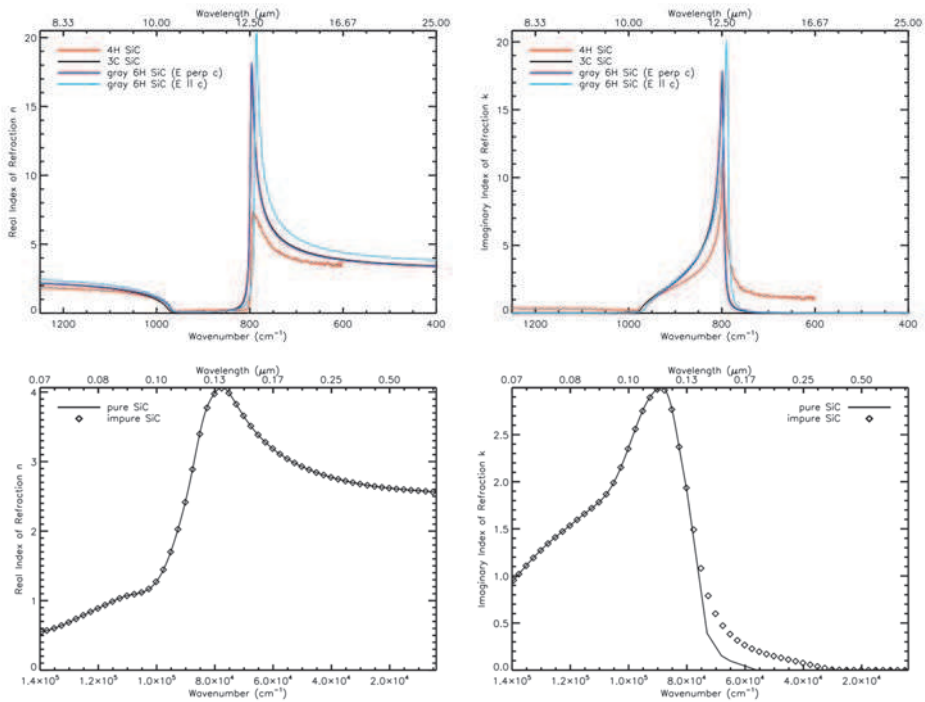 Wavelength (μm)
8.33 10.00 12.50 16.67 25.00
20
15
10
5
0
Real Index of Refraction n
4H SiC
3C SiC
gray 6H SiC (E perp c)
gray 6H SiC (E ll c)
1200 1000 800 600 400
Wavenumber (cm⁻¹)
Wavelength (μm)
8.33 10.00 12.50 16.67 25.00
20
15
10
5
0
Imaginary Index of Refraction k
4H SiC
3C SiC
gray 6H SiC (E perp c)
gray 6H SiC (E ll c)
1200 1000 800 600 400
Wavenumber (cm⁻¹)
Wavelength (μm)
0.07 0.08 0.10 0.13 0.17 0.25 0.50
4
3
2
1
0
Real Index of Refraction n
pure SiC
impure SiC
1.4×10⁵ 1.2×10⁵ 1.0×10⁵ 8.0×10⁴ 6.0×10⁴ 4.0×10⁴ 2.0×10⁴
Wavenumber (cm⁻¹)
Wavelength (μm)
0.07 0.08 0.10 0.13 0.17 0.25 0.50
2.5
2.0
1.5
1.0
0.5
0.0
Imaginary Index of Refraction k
pure SiC
impure SiC
1.4×10⁵ 1.2×10⁵ 1.0×10⁵ 8.0×10⁴ 6.0×10⁴ 4.0×10⁴ 2.0×10⁴
Wavenumber (cm⁻¹)